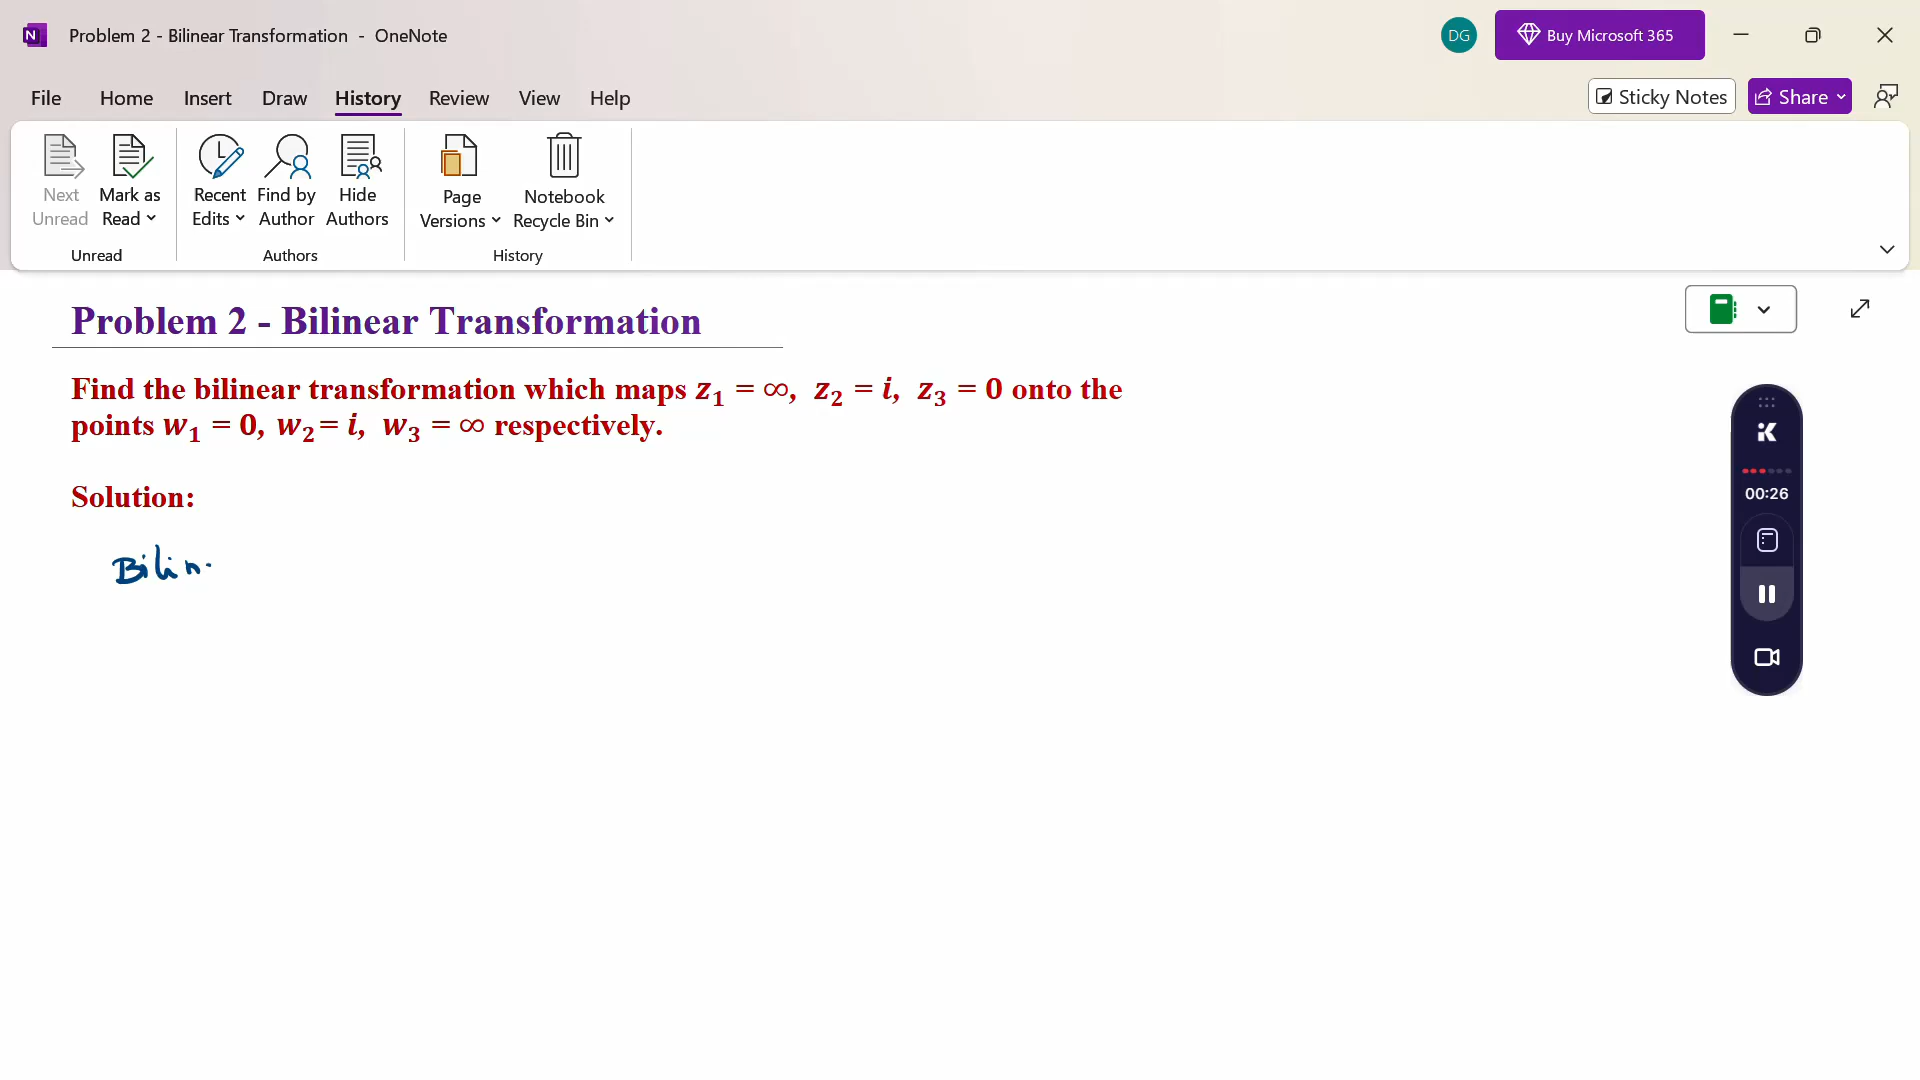 Problem 2 - Bilinear Transformation - OneNote
DG
Buy Microsoft 365
File Home Insert Draw History Review View Help
Sticky Notes
Share
Next Unread
Mark as Read
Recent Edits
Find by Author
Hide Authors
Page Versions
Notebook Recycle Bin
Unread
Authors
History
Problem 2 - Bilinear Transformation
Find the bilinear transformation which maps z₁ = ∞, z₂ = i, z₃ = 0 onto the
points w₁ = 0, w₂ = i, w₃ = ∞ respectively.
Solution:
Bilin
00:26